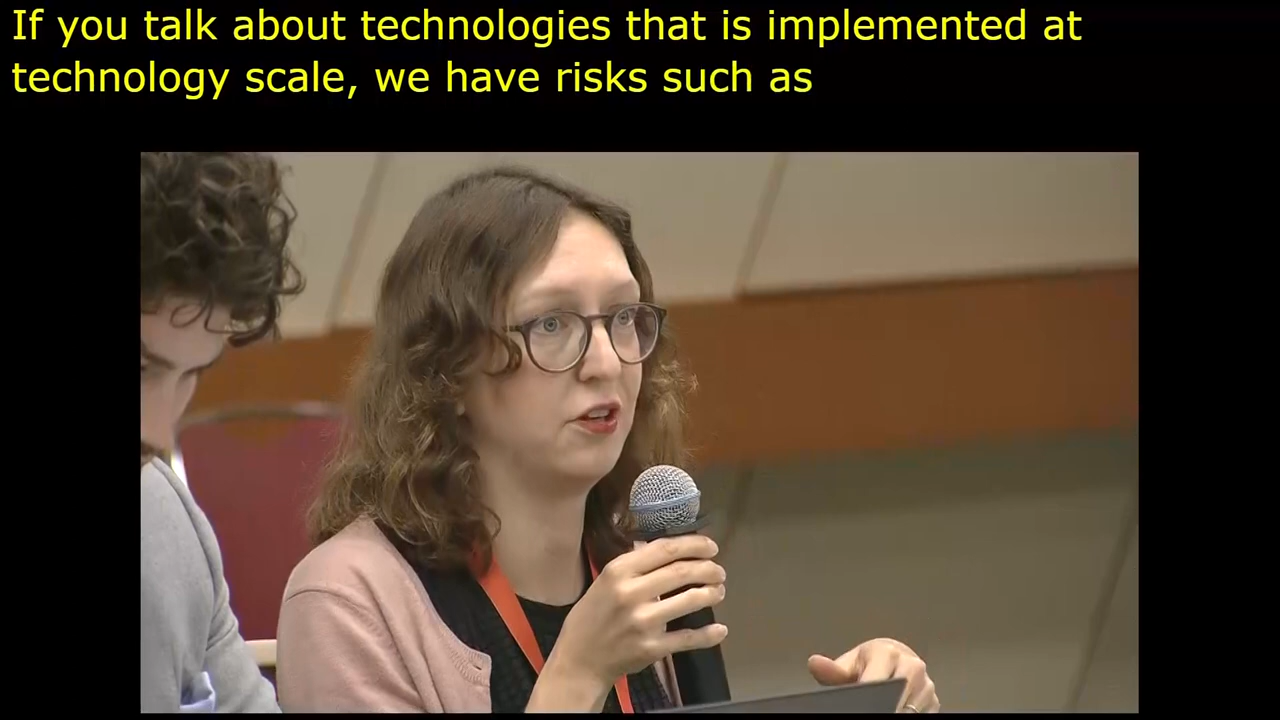 If you talk about technologies that is implemented at
technology scale, we have risks such as